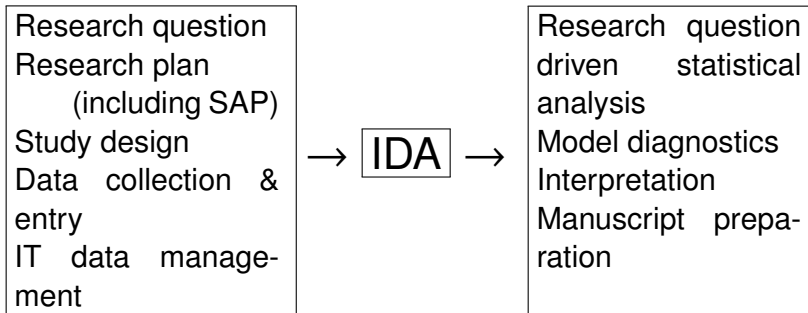 Research question
Research plan
(including SAP)
Study design
Data collection &
entry
IT data manage-
ment
→ IDA →
Research question
driven statistical
analysis
Model diagnostics
Interpretation
Manuscript prepa-
ration